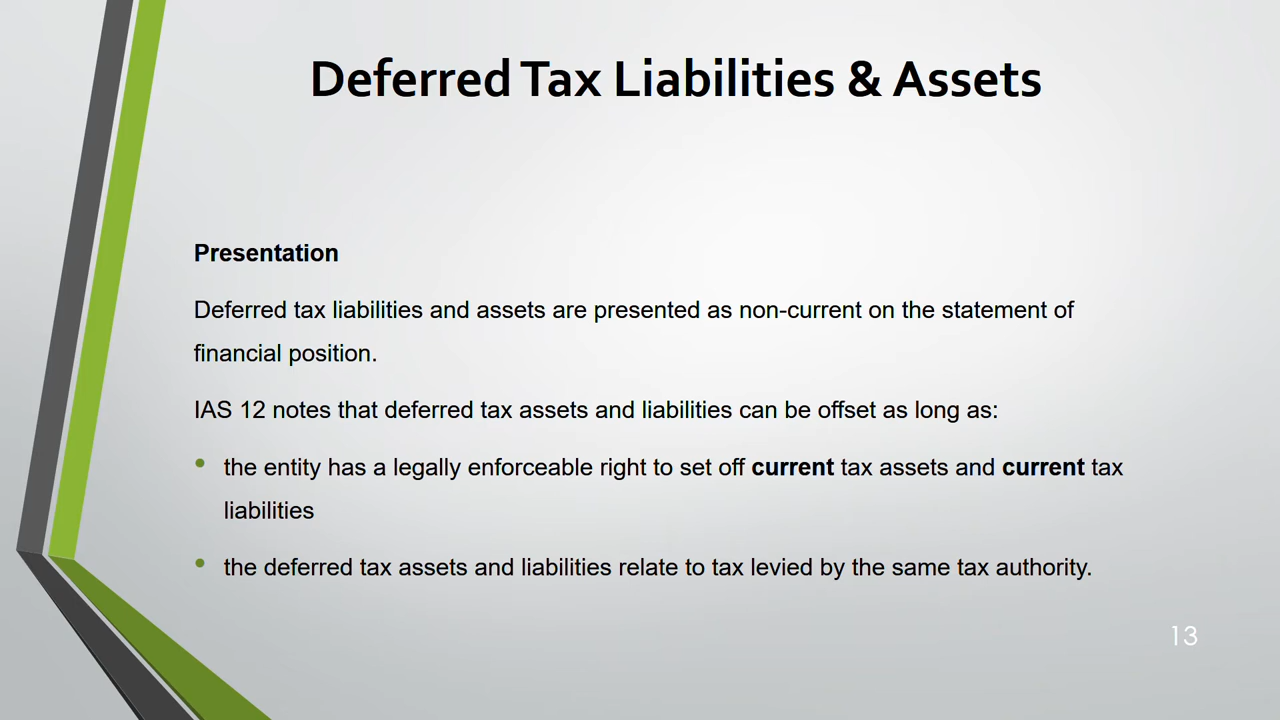 Deferred Tax Liabilities & Assets
Presentation
Deferred tax liabilities and assets are presented as non-current on the statement of
financial position.
IAS 12 notes that deferred tax assets and liabilities can be offset as long as:
• the entity has a legally enforceable right to set off current tax assets and current tax
liabilities
• the deferred tax assets and liabilities relate to tax levied by the same tax authority.
13